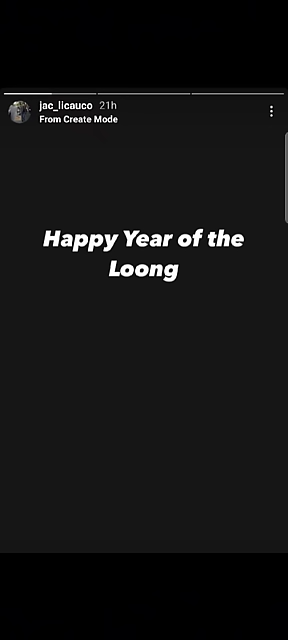 jac_licauco 21h
From Create Mode
Happy Year of the
Loong